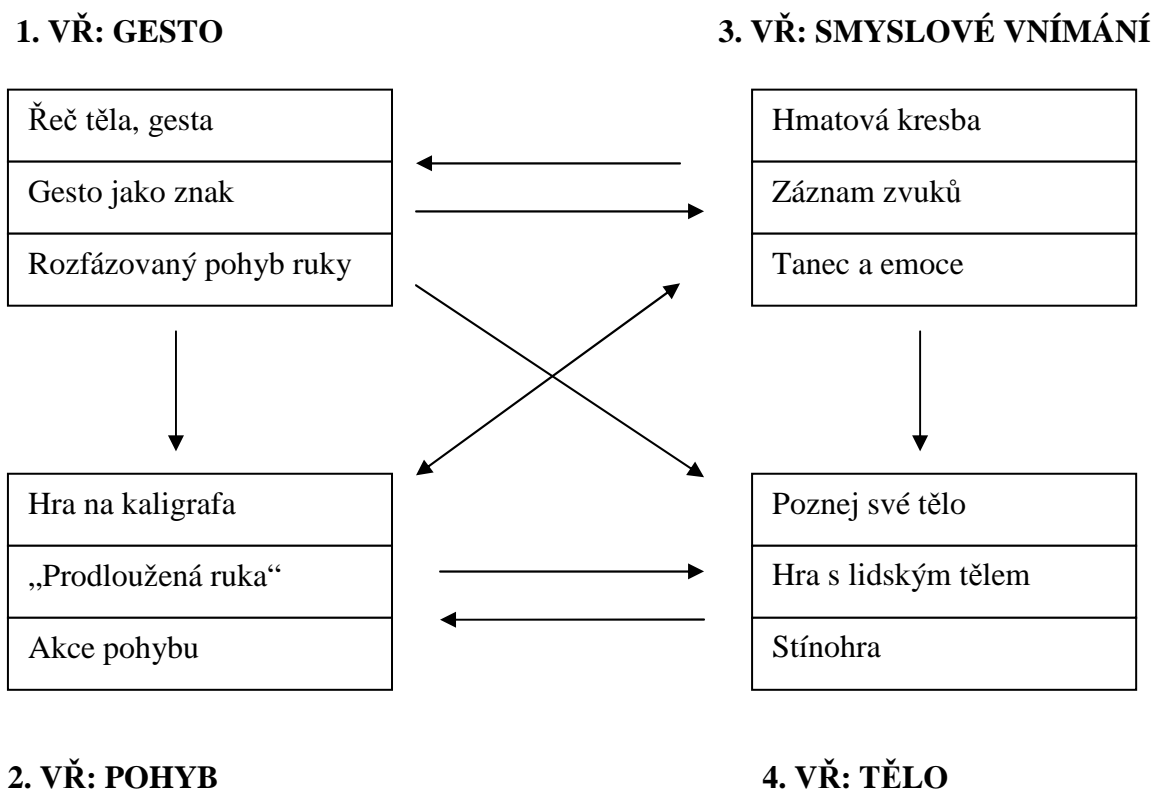 1. VŘ: GESTO
Řeč těla, gesta
Gesto jako znak
Rozfázovaný pohyb ruky
3. VŘ: SMYSLOVÉ VNÍMÁNÍ
Hmatová kresba
Záznam zvuků
Tanec a emoce
Hra na kaligrafa
„Prodloužená ruka“
Akce pohybu
2. VŘ: POHYB
Poznej své tělo
Hra s lidským tělem
Stínohra
4. VŘ: TĚLO